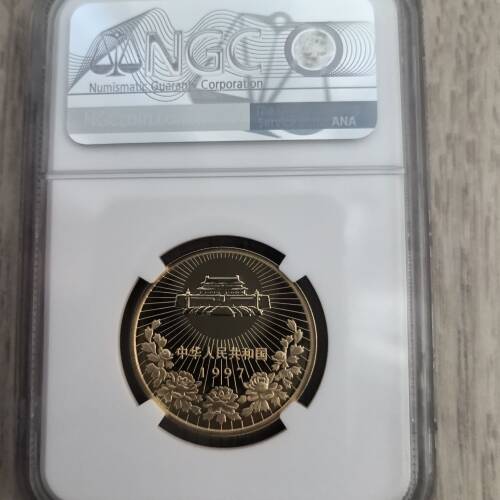 NGC
Numismatic Guaranty Corporation
ANA
中华人民共和国
1997